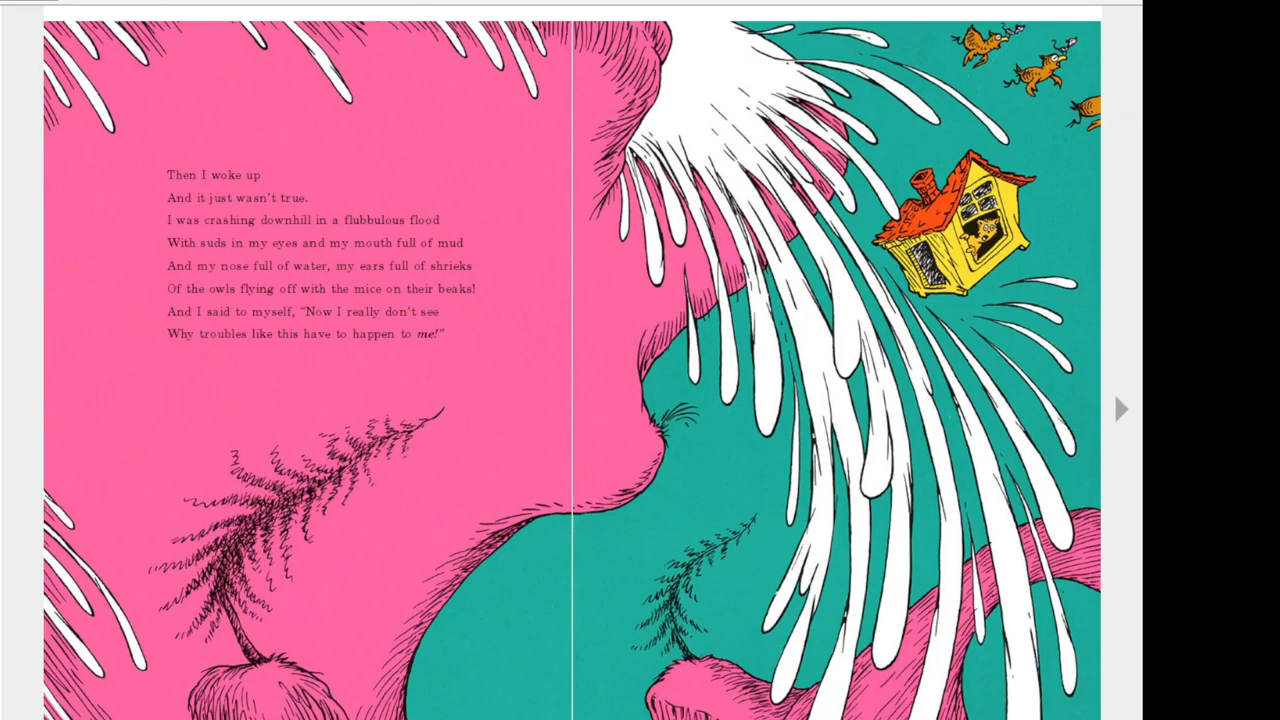 Then I woke up
And it just wasn't true.
I was crashing downhill in a flubbulous flood
With suds in my eyes and my mouth full of mud
And my nose full of water, my ears full of shrieks
Of the owls flying off with the mice on their beaks!
And I said to myself, “Now I really don't see
Why troubles like this have to happen to me!”